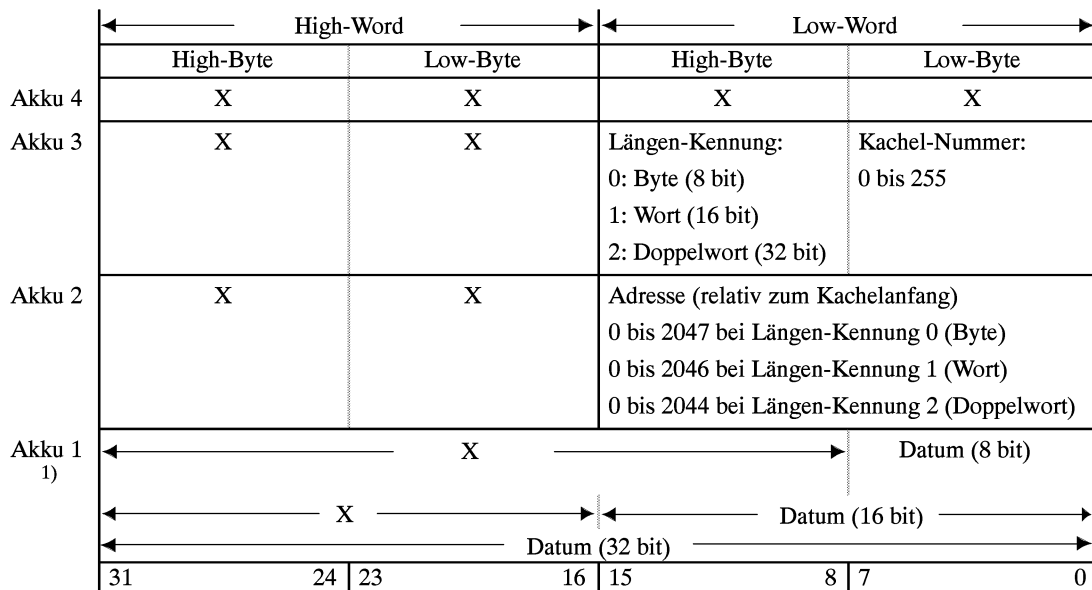 High-Word Low-Word
High-Byte Low-Byte High-Byte Low-Byte
Akku 4 X X X X
Akku 3 X X Längen-Kennung: Kachel-Nummer:
0: Byte (8 bit) 0 bis 255
1: Wort (16 bit)
2: Doppelwort (32 bit)
Akku 2 X X Adresse (relativ zum Kachelanfang)
0 bis 2047 bei Längen-Kennung 0 (Byte)
0 bis 2046 bei Längen-Kennung 1 (Wort)
0 bis 2044 bei Längen-Kennung 2 (Doppelwort)
Akku 1 X Datum (8 bit)
1)
X Datum (16 bit)
Datum (32 bit)
31 24 23 16 15 8 7 0